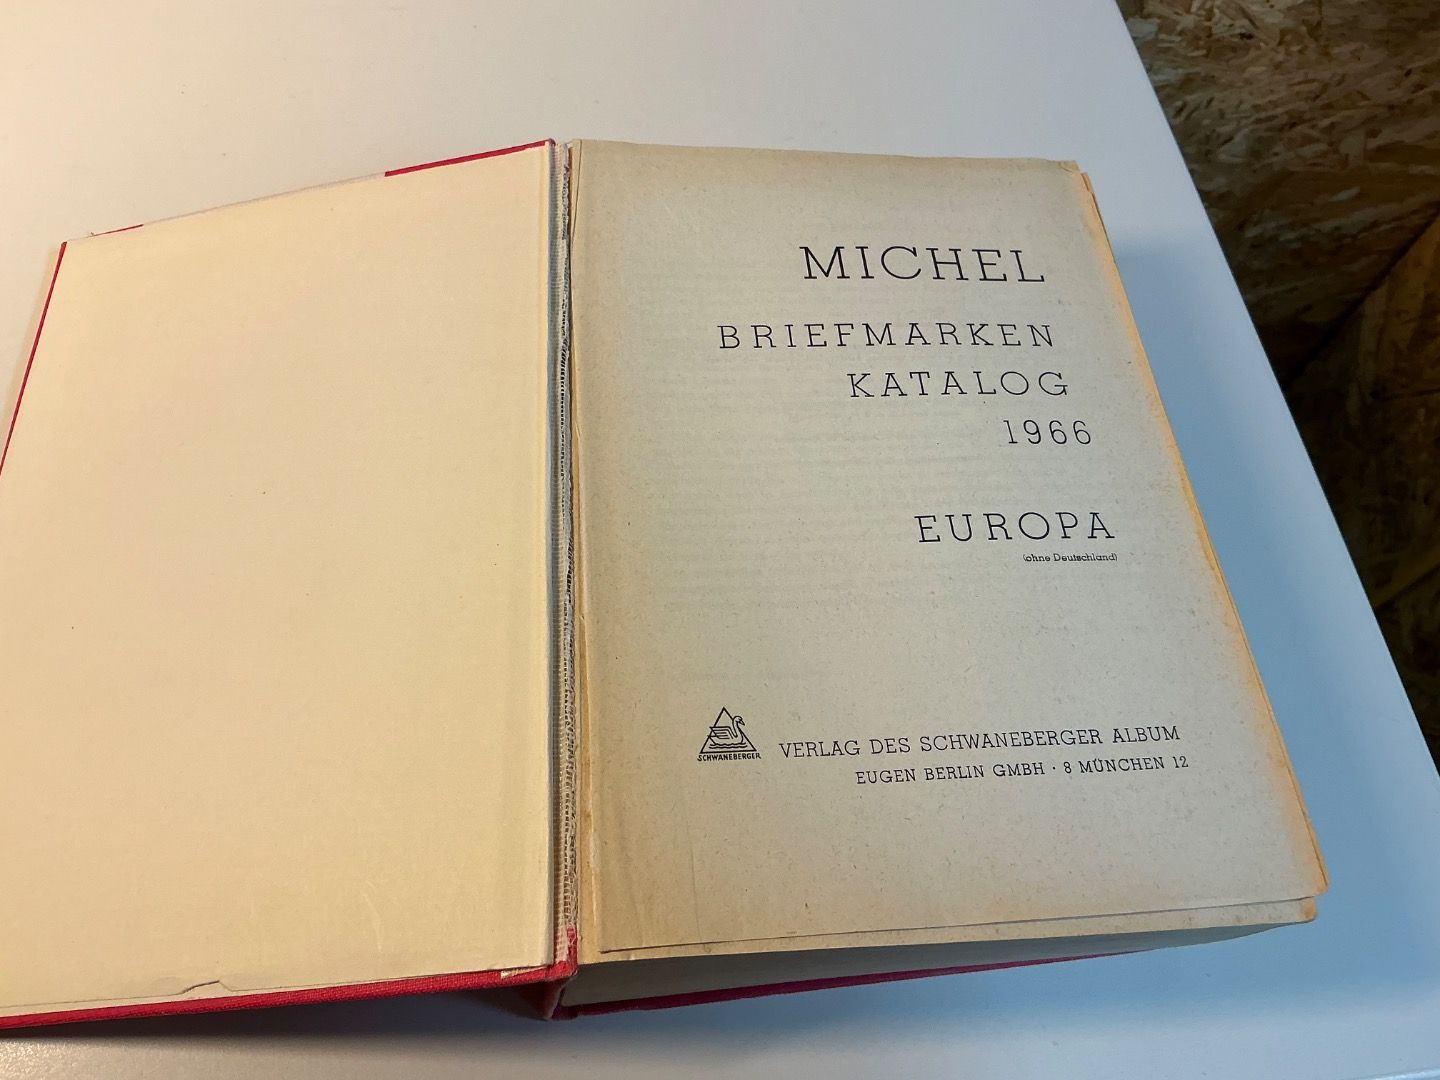 MICHEL
BRIEFMARKEN
KATALOG
1966
EUROPA
(ohne Deutschland)
SCHWANEBERGER
VERLAG DES SCHWANEBERGER ALBUM
EUGEN BERLIN GMBH · 8 MÜNCHEN 12